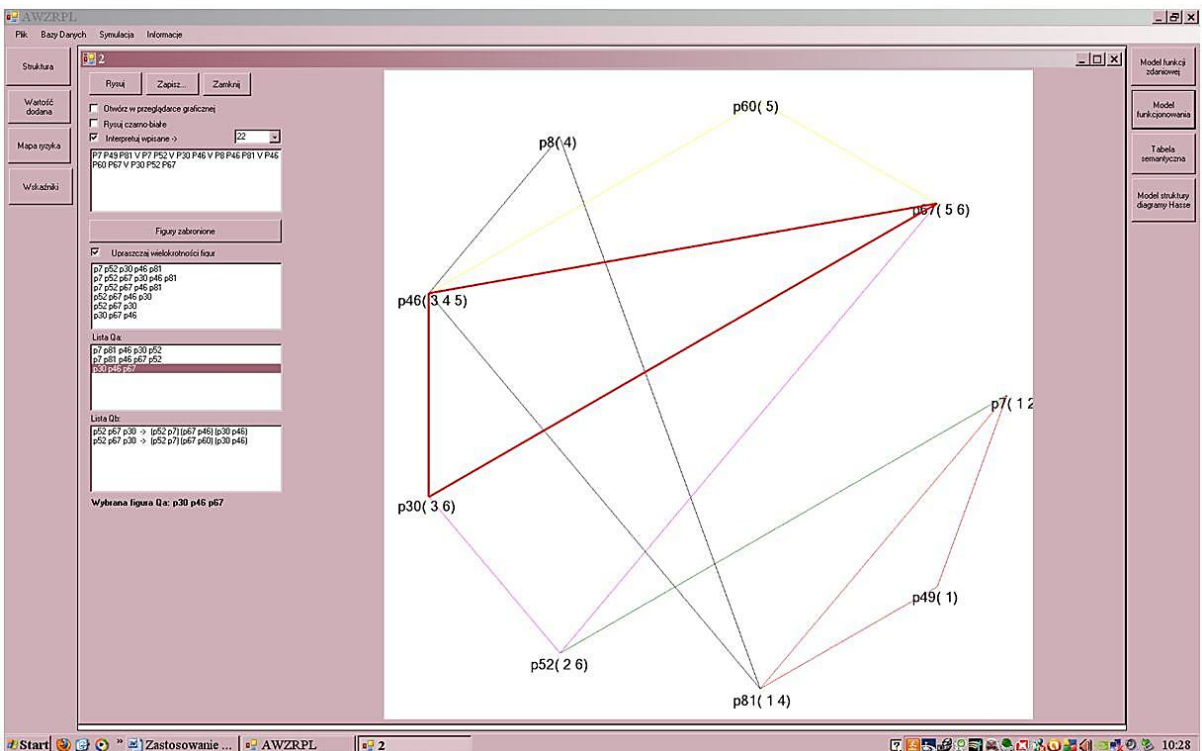 AWZRPL
Plik Bazy Danych Symulacja Informacje
Struktura
Wartość
dodana
Mapa ryzyka
Wskaźniki
2
Rysuj Zapisz... Zamknij
Otwórz w przeglądarce graficznej
Rysuj czarno-białe
Interpretuj wpisane -> 22
P7 P49 P81 V P7 P52 V P30 P46 V P8 P46 P81 V P46
P60 P67 V P30 P52 P67
Figury zabronione
Upraszczaj wielokrotności figur
p7 p52 p30 p46 p81
p7 p52 p67 p30 p46 p81
p7 p52 p67 p46 p81
p52 p67 p46 p30
p52 p67 p30
p30 p67 p46
Lista Qa:
p7 p81 p46 p30 p52
p7 p81 p46 p67 p52
p30 p46 p67
Lista Qb:
p52 p67 p30 -> (p52 p7) (p67 p46) (p30 p46)
p52 p67 p30 -> (p52 p7) (p67 p60) (p30 p46)
Wybrana figura Qa: p30 p46 p67
p60( 5)
p8( 4)
p67( 5 6)
p46( 3 4 5)
p7( 1 2
p30( 3 6)
p49( 1)
p52( 2 6)
p81( 1 4)
Model funkcji
zdaniowej
Model
funkcjonowania
Tabela
semantyczna
Model struktury
diagramy Hasse
Start » Zastosowanie ... AWZRPL 2 10:28